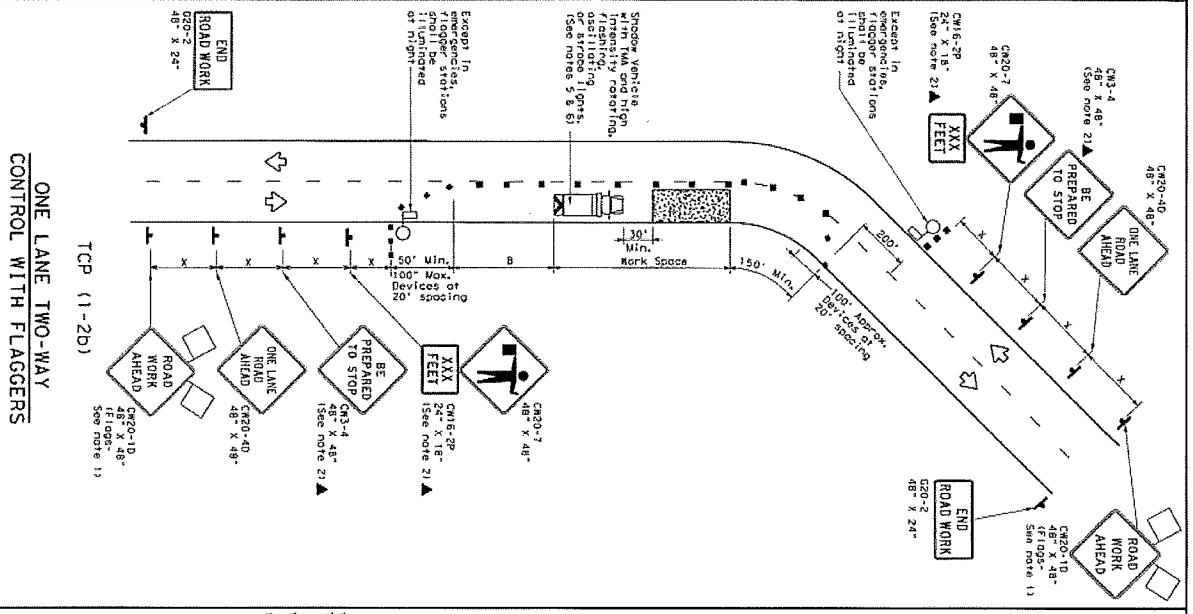 CW20-1D
48" X 48"
(Flags-
See note 1)
ROAD
WORK
AHEAD
CW20-4D
48" X 48"
ONE LANE
ROAD
AHEAD
CW3-4
48" X 48"
(See note 2)▲
BE
PREPARED
TO STOP
CW20-7
48" X 48"
CW16-2P
24" X 18"
(See note 2)▲
XXX
FEET
Except in
emergencies,
flagger stations
shall be
illuminated
at night
END
ROAD WORK
G20-2
48" X 24"
X
X
X
200'
100' Approx.
Devices at
20' spacing
150' Min.
Shadow Vehicle
with TMA and high
intensity rotating,
flashing,
oscillating
or strobe lights.
(See notes 5 & 6)
30'
Min.
Work Space
B
50' Min.
100' Max.
Devices at
20' spacing
X
X
X
X
Except in
emergencies,
flagger stations
shall be
illuminated
at night
END
ROAD WORK
G20-2
48" X 24"
CW20-7
48" X 48"
XXX
FEET
CW16-2P
24" X 18"
(See note 2)▲
BE
PREPARED
TO STOP
CW3-4
48" X 48"
(See note 2)▲
ONE LANE
ROAD
AHEAD
CW20-4D
48" X 48"
ROAD
WORK
AHEAD
CW20-1D
48" X 48"
(Flags-
See note 1)
TCP (1-2b)
ONE LANE TWO-WAY
CONTROL WITH FLAGGERS